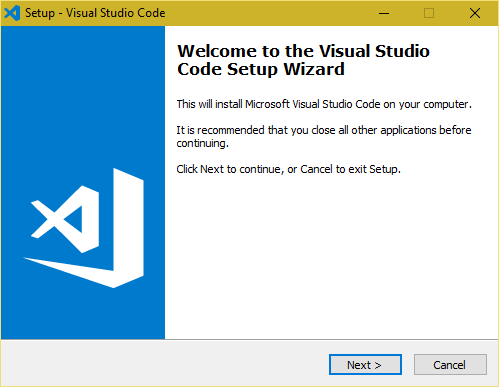 Setup - Visual Studio Code
Welcome to the Visual Studio
Code Setup Wizard
This will install Microsoft Visual Studio Code on your computer.
It is recommended that you close all other applications before
continuing.
Click Next to continue, or Cancel to exit Setup.
Next >
Cancel